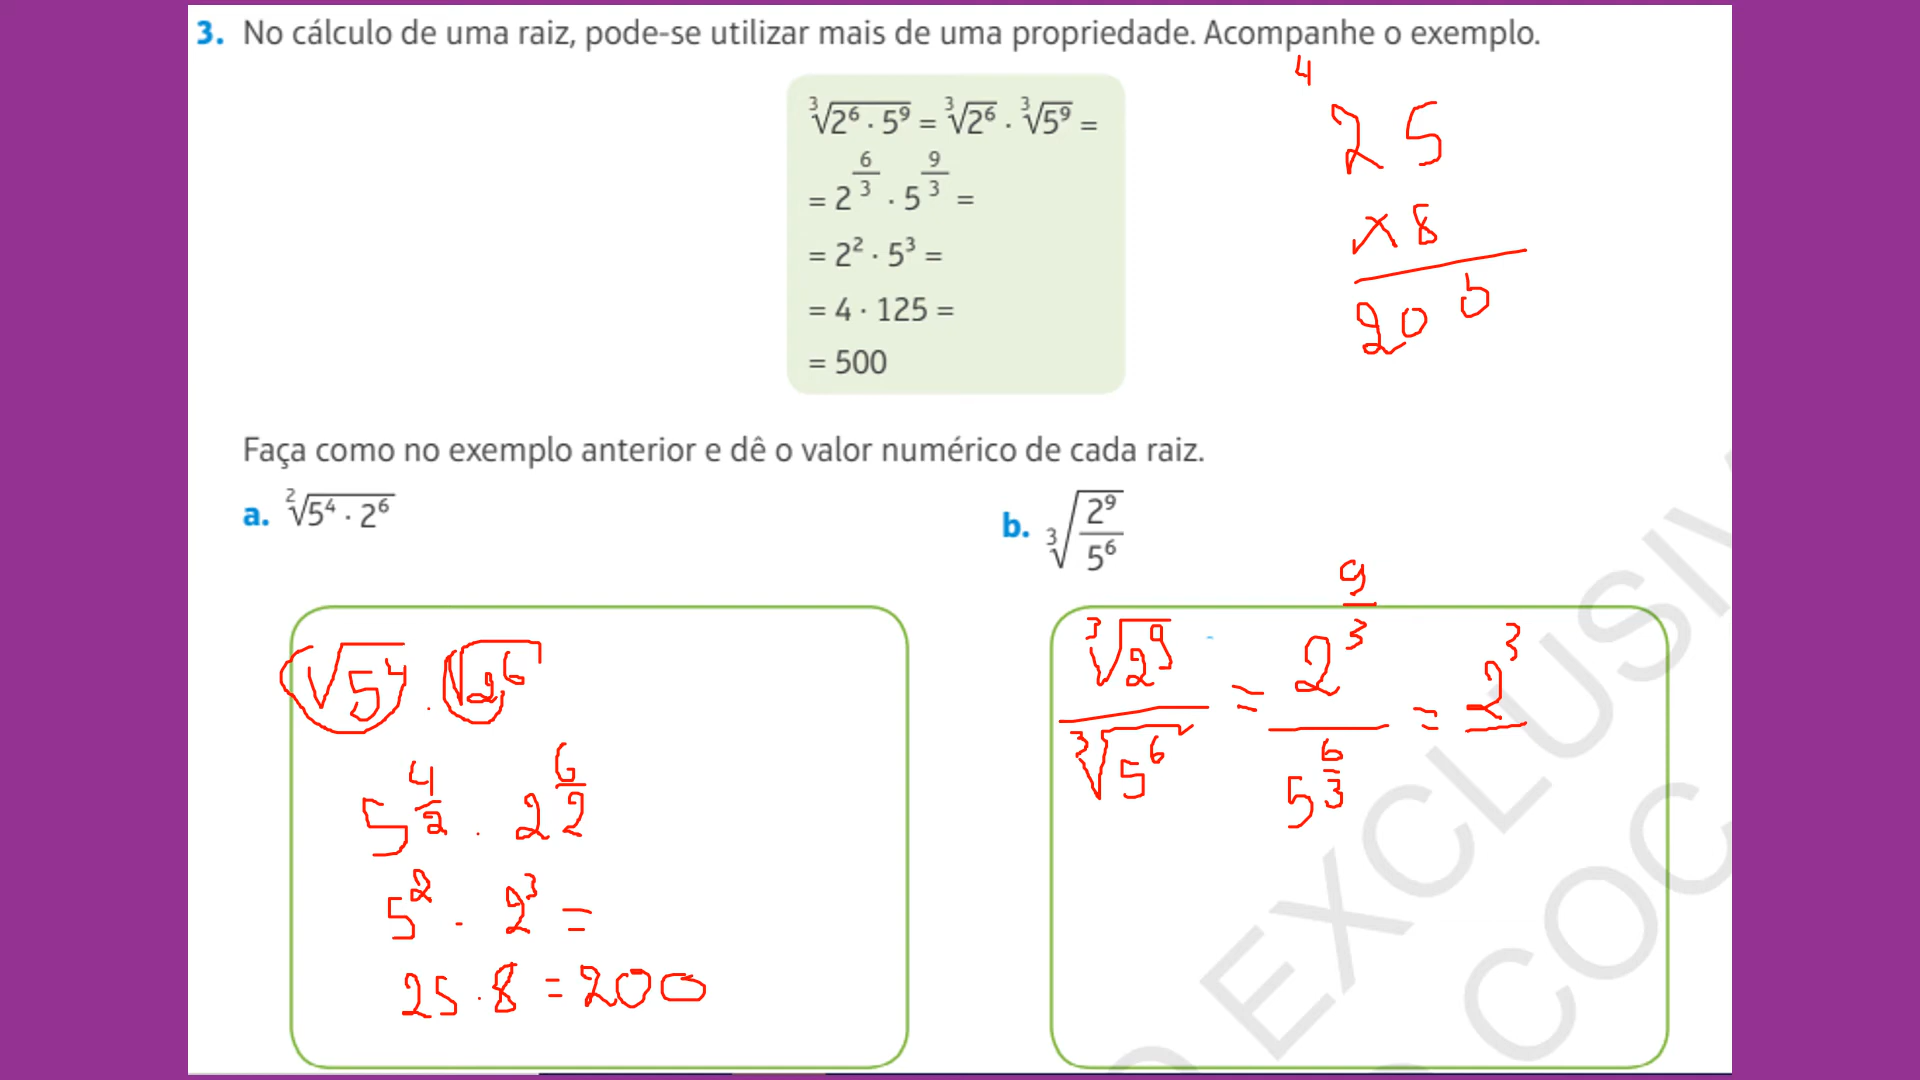 3. No cálculo de uma raiz, pode-se utilizar mais de uma propriedade. Acompanhe o exemplo.
∛(2⁶ · 5⁹) = ∛2⁶ · ∛5⁹ =
= 2^(6/3) · 5^(9/3) =
= 2² · 5³ =
= 4 · 125 =
= 500
4
25
x8
200
Faça como no exemplo anterior e dê o valor numérico de cada raiz.
a. ²√(5⁴ · 2⁶)
√5⁴ · √2⁶
5^(4/2) · 2^(6/2)
5² · 2³ =
25 · 8 = 200
b. ∛(2⁹/5⁶)
∛2⁹/∛5⁶ = 2^(9/3)/5^(6/3) = 2³/
EXCLUSIV
COC